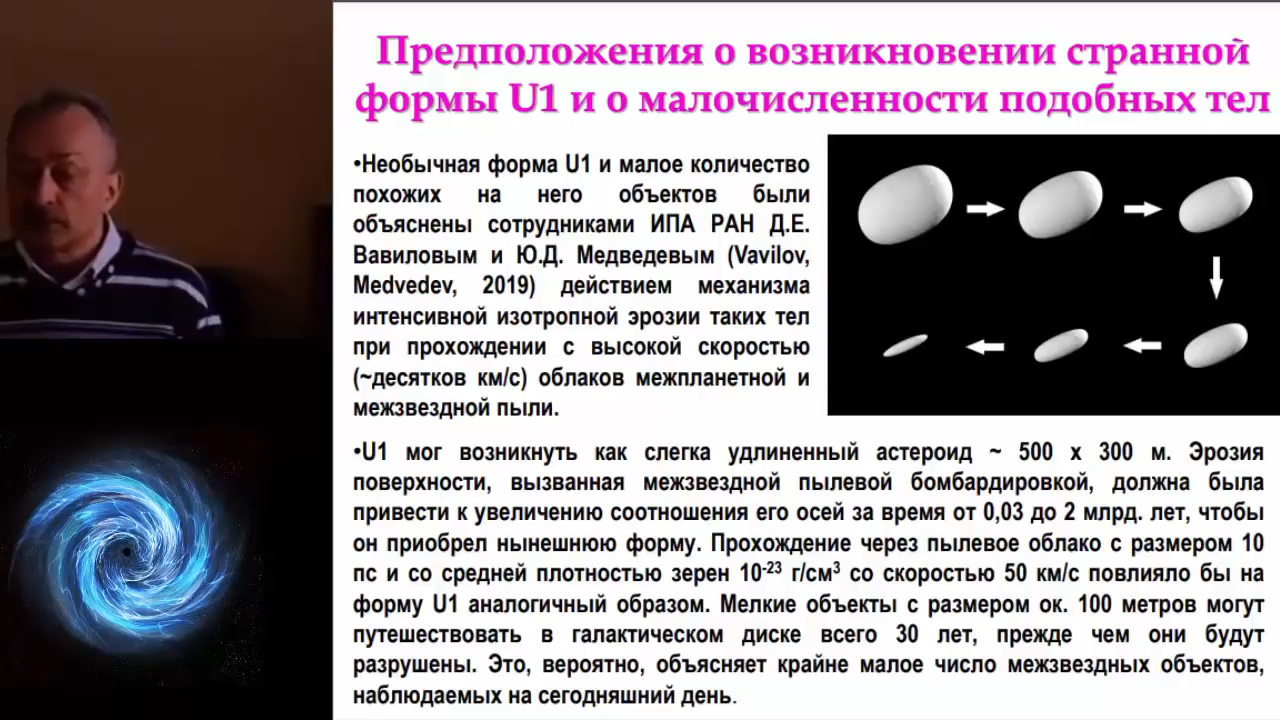 Предположения о возникновении странной
формы U1 и о малочисленности подобных тел
•Необычная форма U1 и малое количество
похожих на него объектов были
объяснены сотрудниками ИПА РАН Д.Е.
Вавиловым и Ю.Д. Медведевым (Vavilov,
Medvedev, 2019) действием механизма
интенсивной изотропной эрозии таких тел
при прохождении с высокой скоростью
(~десятков км/с) облаков межпланетной и
межзвездной пыли.
•U1 мог возникнуть как слегка удлиненный астероид ~ 500 х 300 м. Эрозия
поверхности, вызванная межзвездной пылевой бомбардировкой, должна была
привести к увеличению соотношения его осей за время от 0,03 до 2 млрд. лет, чтобы
он приобрел нынешнюю форму. Прохождение через пылевое облако с размером 10
пс и со средней плотностью зерен 10⁻²³ г/см³ со скоростью 50 км/с повлияло бы на
форму U1 аналогичный образом. Мелкие объекты с размером ок. 100 метров могут
путешествовать в галактическом диске всего 30 лет, прежде чем они будут
разрушены. Это, вероятно, объясняет крайне малое число межзвездных объектов,
наблюдаемых на сегодняшний день.